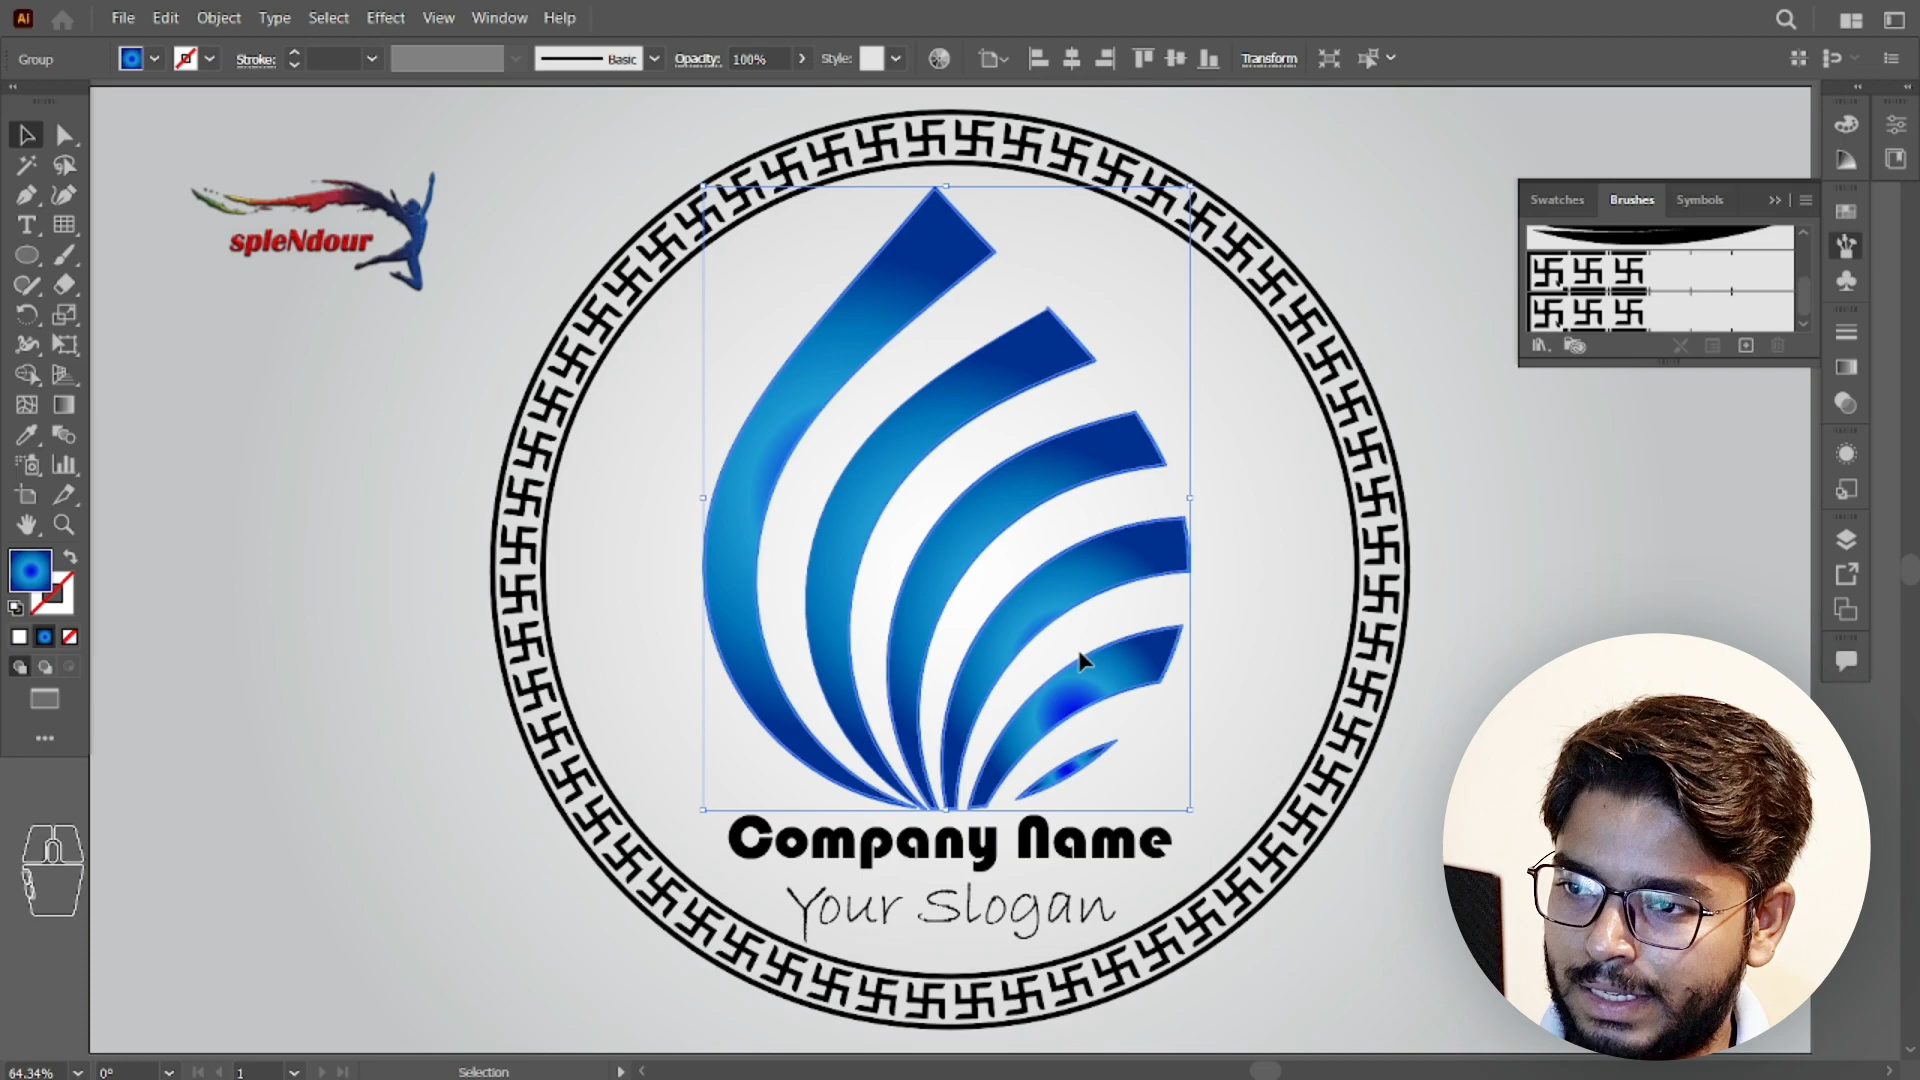 Ai File Edit Object Type Select Effect View Window Help
Group Stroke: Basic Opacity: 100% Style: Transform
spleNdour
Swatches Brushes Symbols
Company Name
Your Slogan
64.34% 0° 1 Selection